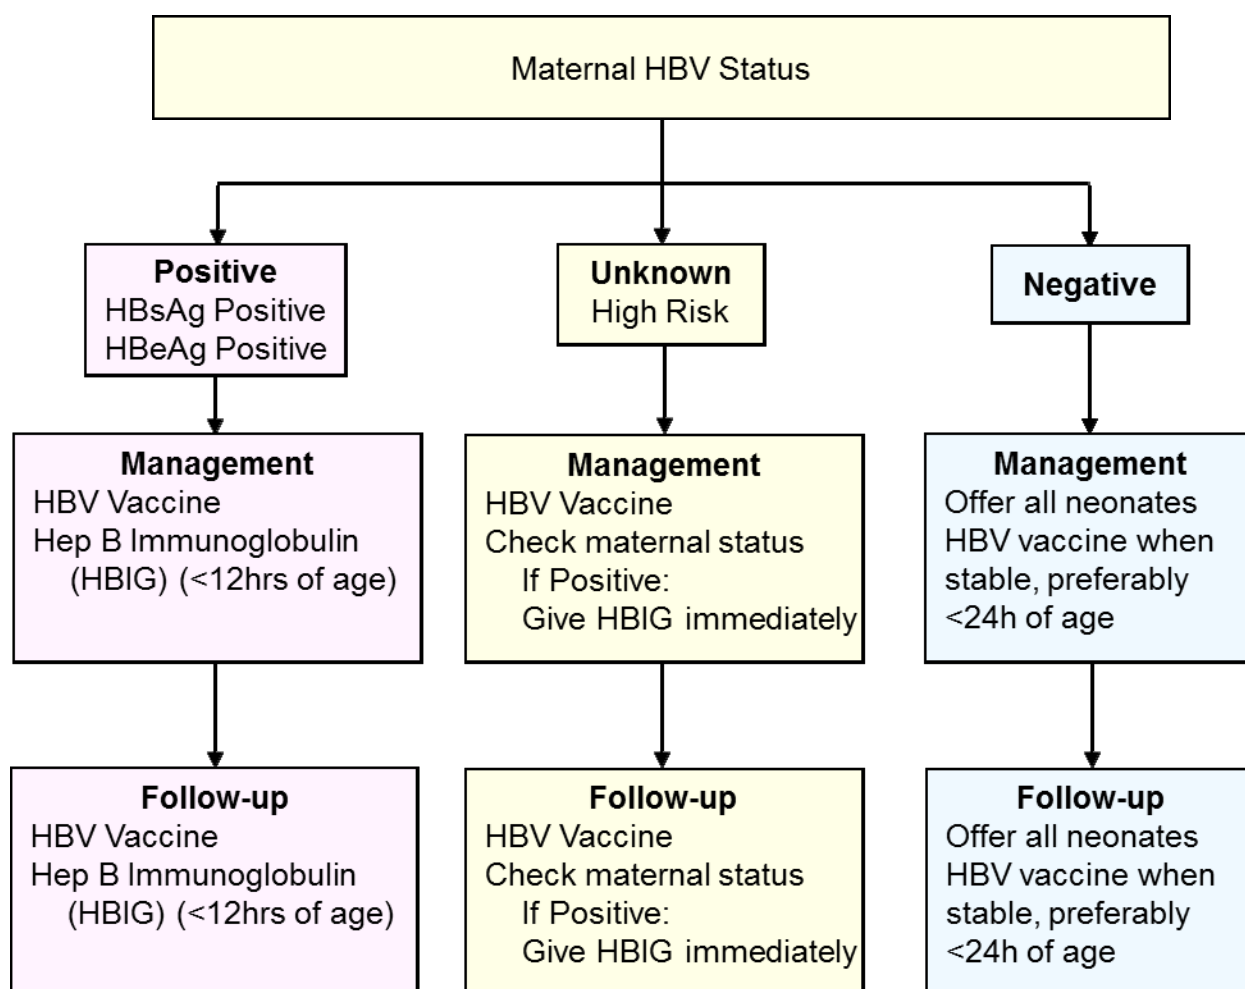 Maternal HBV Status
Positive
HBsAg Positive
HBeAg Positive
Unknown
High Risk
Negative
Management
HBV Vaccine
Hep B Immunoglobulin
(HBIG) (<12hrs of age)
Management
HBV Vaccine
Check maternal status
If Positive:
Give HBIG immediately
Management
Offer all neonates
HBV vaccine when
stable, preferably
<24h of age
Follow-up
HBV Vaccine
Hep B Immunoglobulin
(HBIG) (<12hrs of age)
Follow-up
HBV Vaccine
Check maternal status
If Positive:
Give HBIG immediately
Follow-up
Offer all neonates
HBV vaccine when
stable, preferably
<24h of age